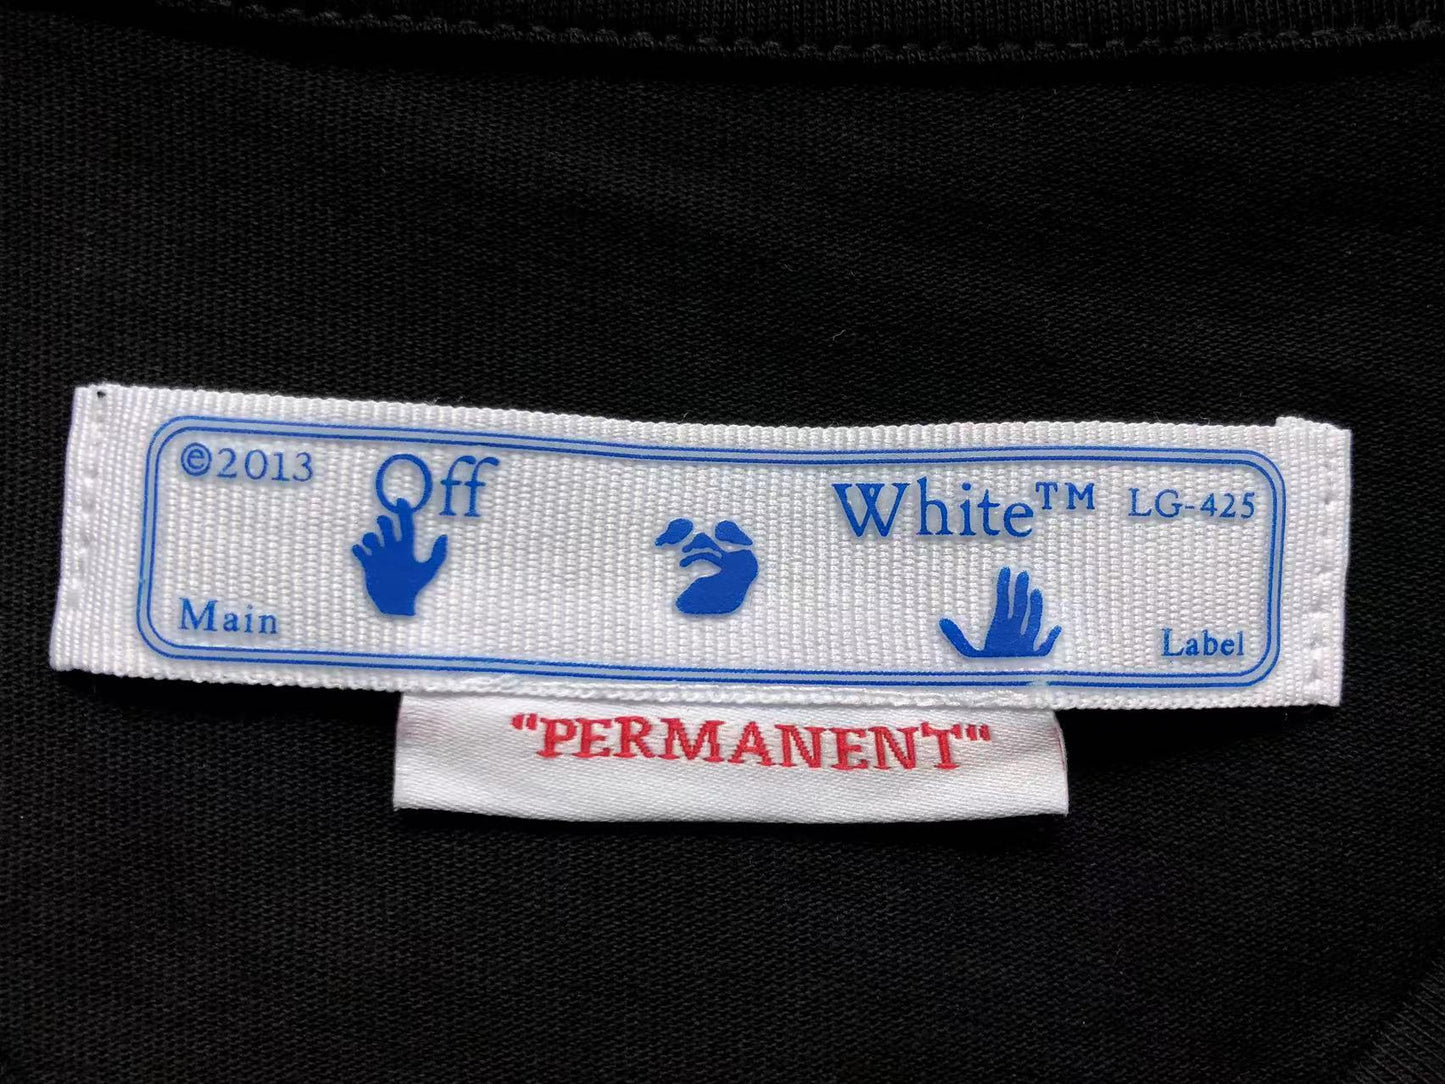 ©2013 Off White™ LG-425
Main Label
"PERMANENT"